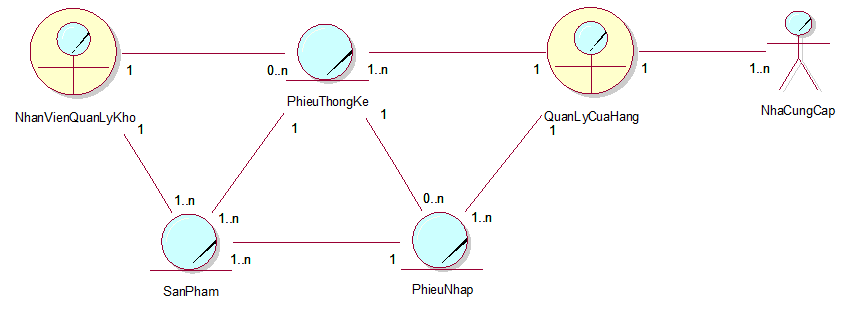 1
0..n
1..n
1
1
1..n
NhanVienQuanLyKho
PhieuThongKe
QuanLyCuaHang
NhaCungCap
1
1
1
1
1..n
1..n
0..n
1..n
1..n
1
SanPham
PhieuNhap